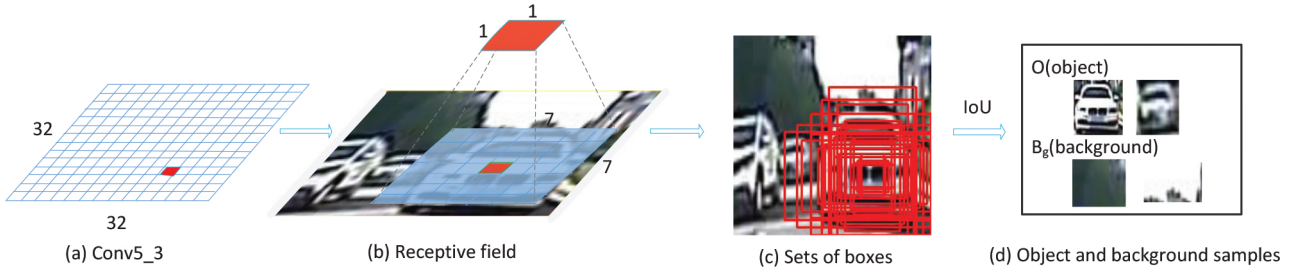 32
32
(a) Conv5_3
1
1
7
7
(b) Receptive field
(c) Sets of boxes
IoU
O(object)
Bg(background)
(d) Object and background samples